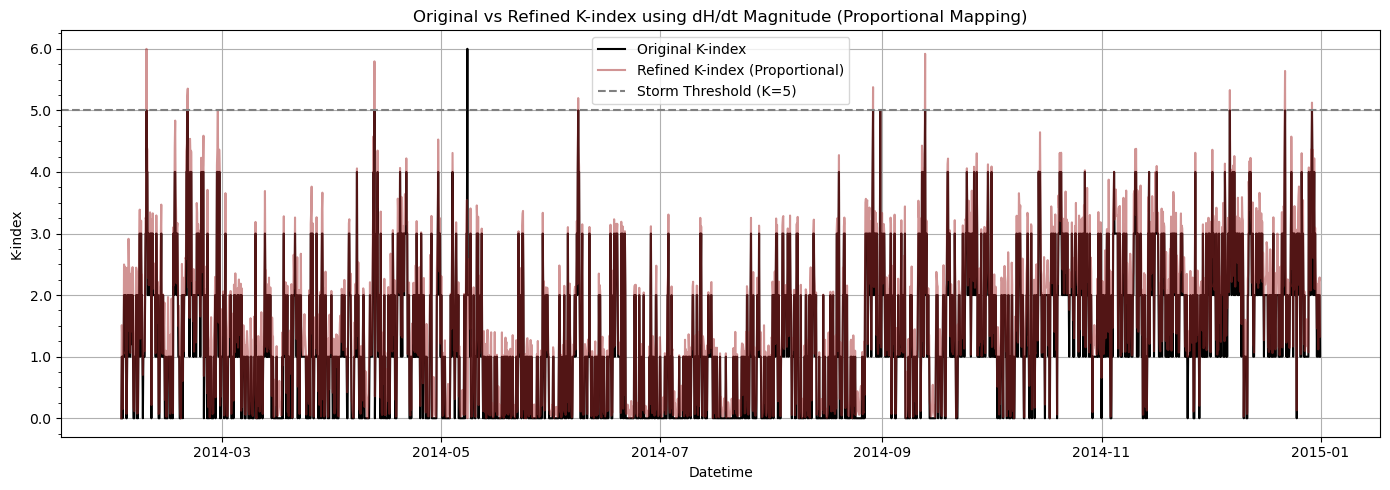 Original vs Refined K-index using dH/dt Magnitude (Proportional Mapping)
Original K-index
Refined K-index (Proportional)
Storm Threshold (K=5)
K-index
6.0
5.0
4.0
3.0
2.0
1.0
0.0
2014-03
2014-05
2014-07
2014-09
2014-11
2015-01
Datetime